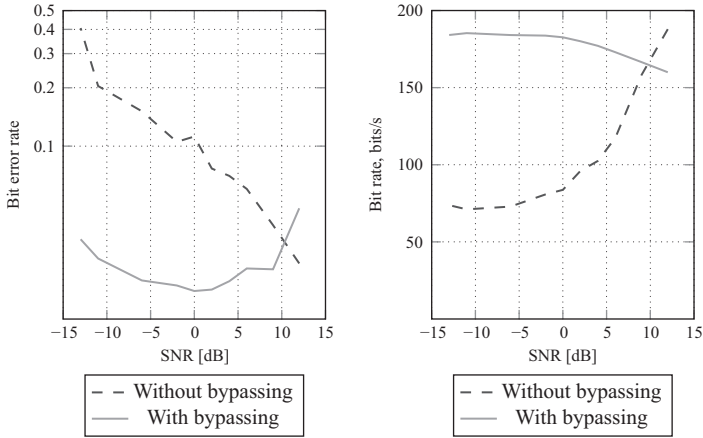 0.5
0.4
0.3
0.2
0.1
Bit error rate
−15 −10 −5 0 5 10 15
SNR [dB]
Without bypassing
With bypassing
200
150
100
50
Bit rate, bits/s
−15 −10 −5 0 5 10 15
SNR [dB]
Without bypassing
With bypassing